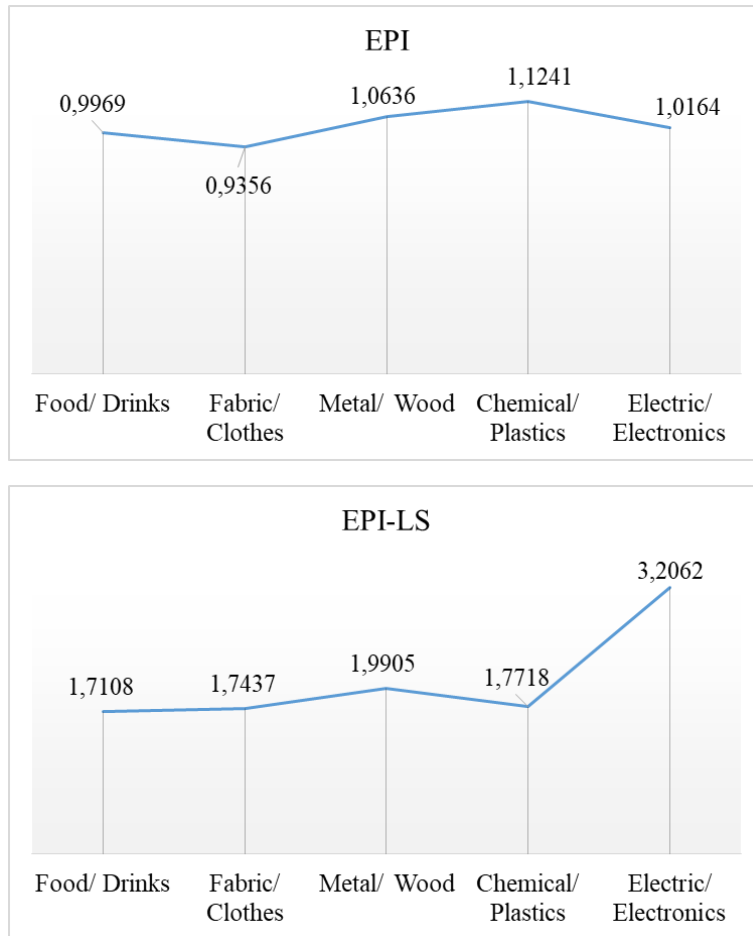 EPI
0,9969
0,9356
1,0636
1,1241
1,0164
Food/ Drinks
Fabric/
Clothes
Metal/ Wood
Chemical/
Plastics
Electric/
Electronics
EPI-LS
1,7108
1,7437
1,9905
1,7718
3,2062
Food/ Drinks
Fabric/
Clothes
Metal/ Wood
Chemical/
Plastics
Electric/
Electronics